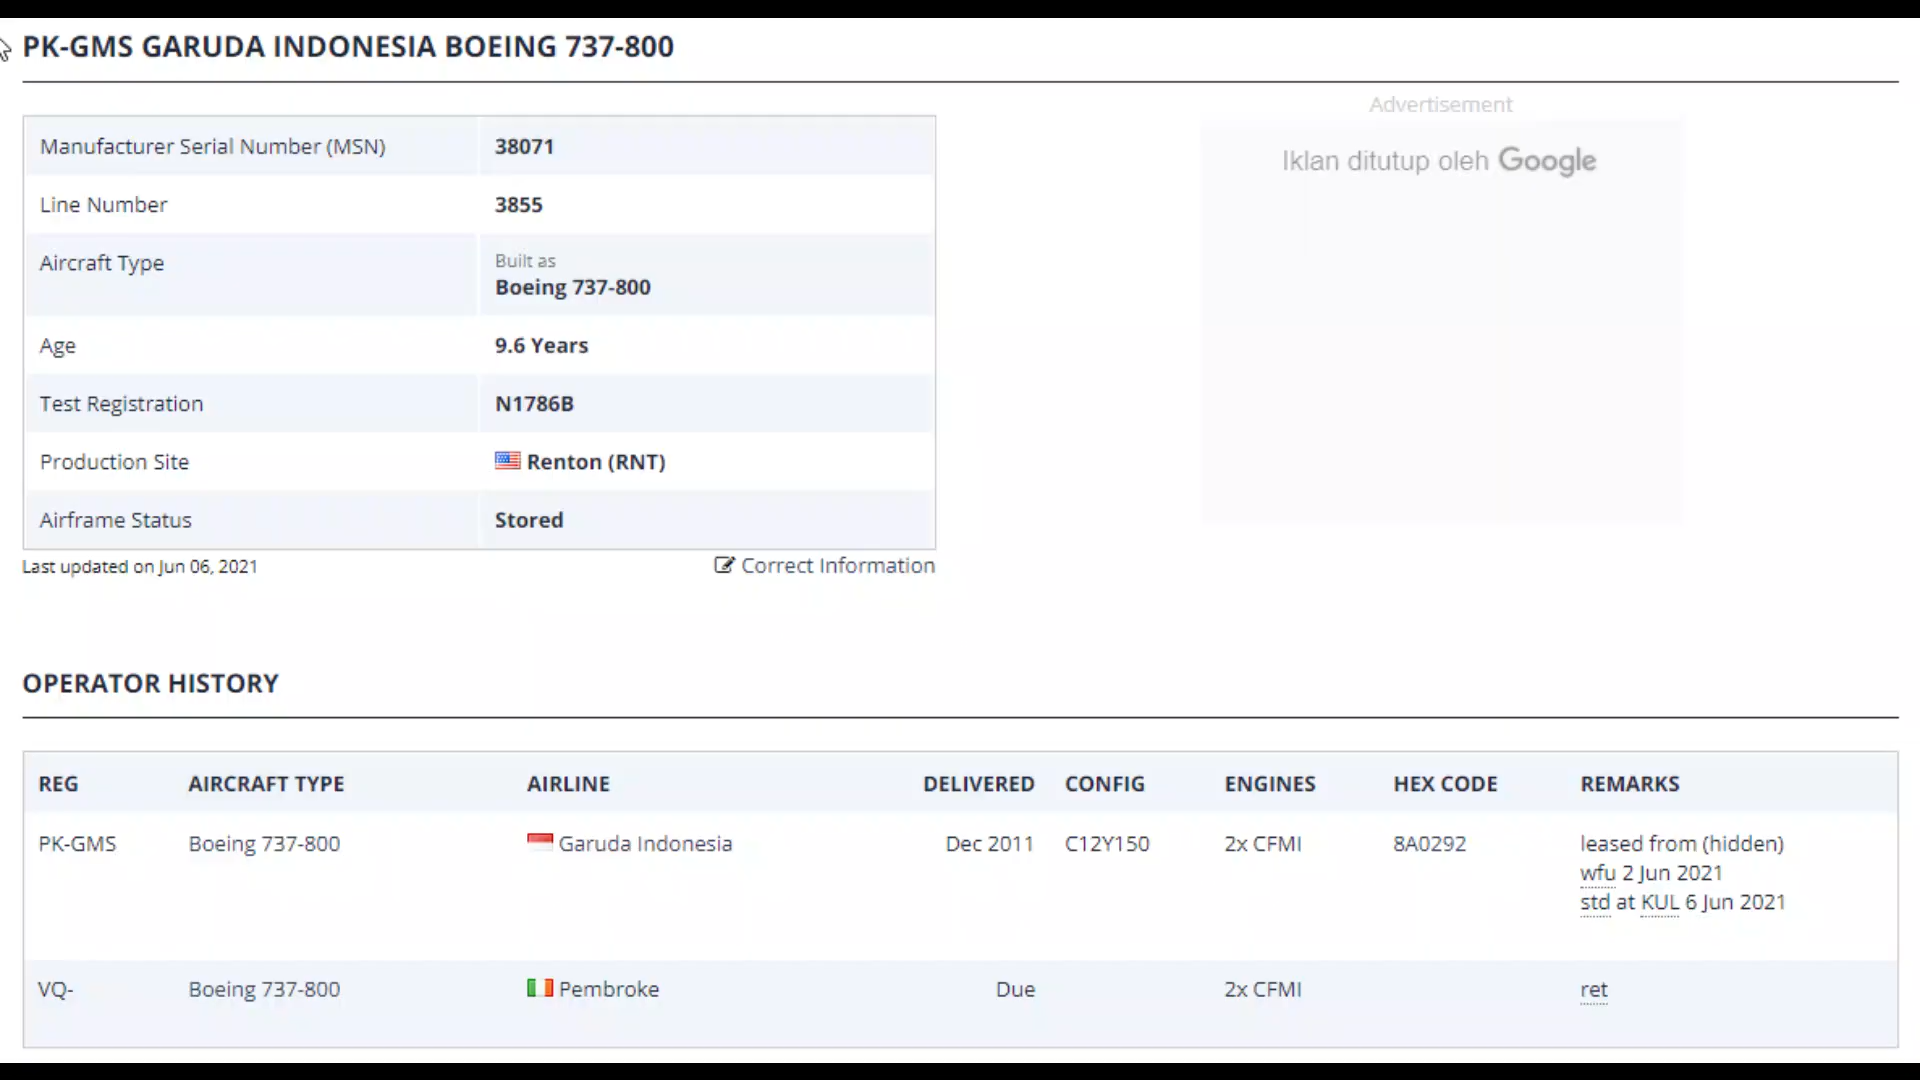 PK-GMS GARUDA INDONESIA BOEING 737-800
Advertisement
Iklan ditutup oleh Google
Manufacturer Serial Number (MSN) 38071
Line Number 3855
Aircraft Type Built as
Boeing 737-800
Age 9.6 Years
Test Registration N1786B
Production Site Renton (RNT)
Airframe Status Stored
Last updated on Jun 06, 2021 Correct Information
OPERATOR HISTORY
REG AIRCRAFT TYPE AIRLINE DELIVERED CONFIG ENGINES HEX CODE REMARKS
PK-GMS Boeing 737-800 Garuda Indonesia Dec 2011 C12Y150 2x CFMI 8A0292 leased from (hidden)
wfu 2 Jun 2021
std at KUL 6 Jun 2021
VQ- Boeing 737-800 Pembroke Due 2x CFMI ret